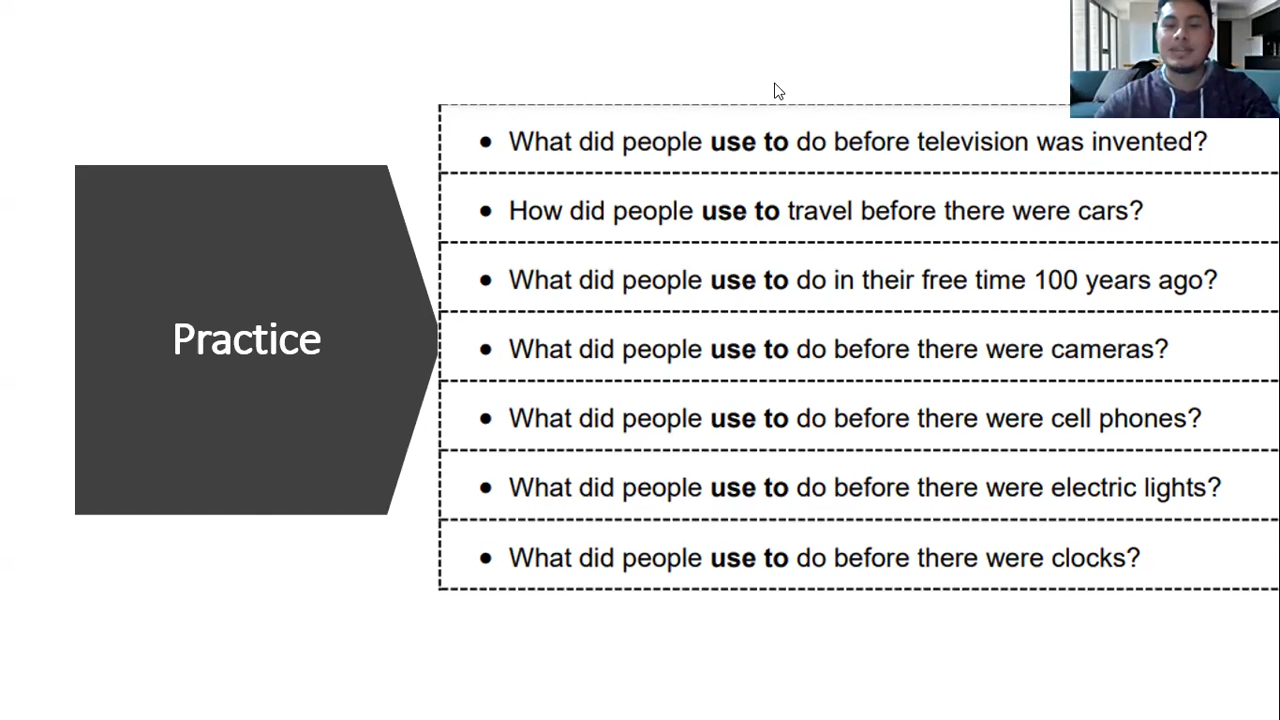 Practice
• What did people use to do before television was invented?
• How did people use to travel before there were cars?
• What did people use to do in their free time 100 years ago?
• What did people use to do before there were cameras?
• What did people use to do before there were cell phones?
• What did people use to do before there were electric lights?
• What did people use to do before there were clocks?